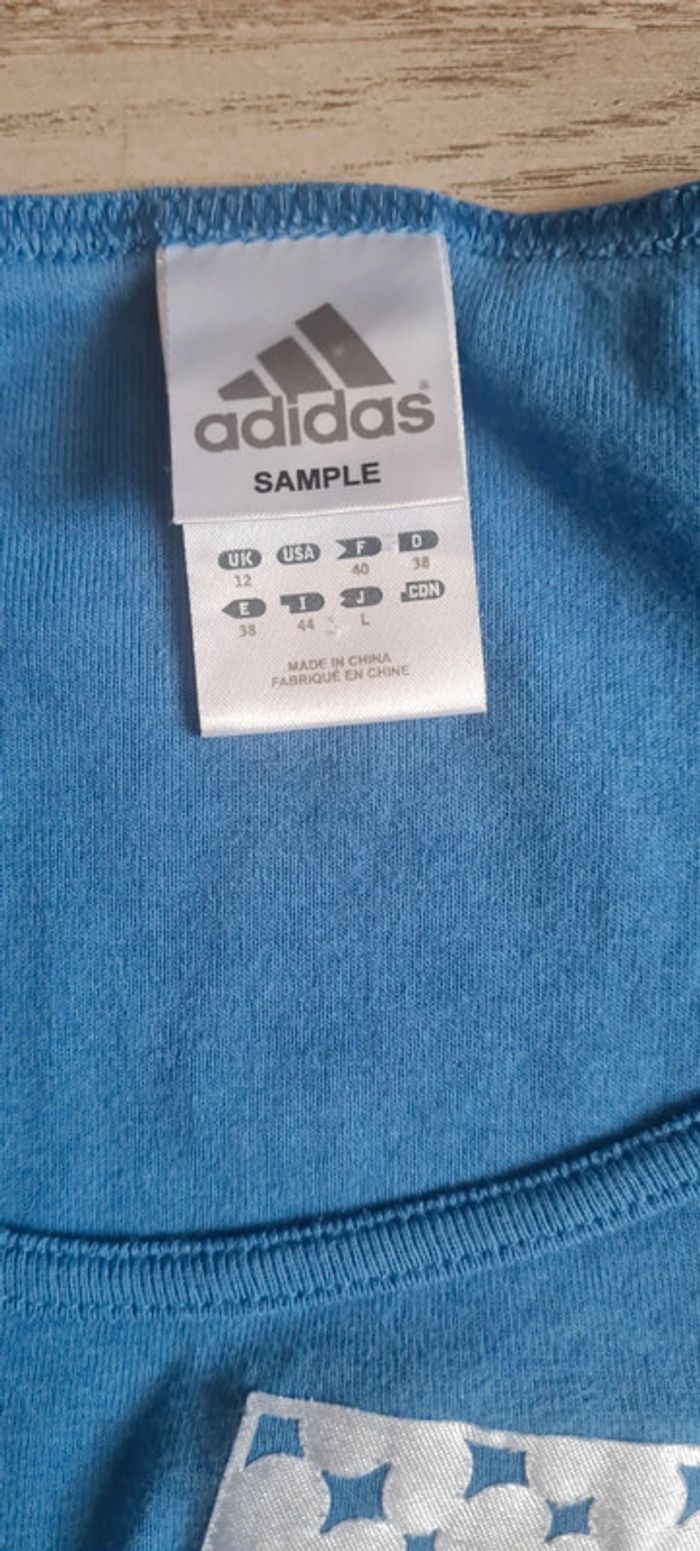 adidas®
SAMPLE
UK USA F D
12 40 38
E I J CDN
38 44 L
MADE IN CHINA
FABRIQUÉ EN CHINE